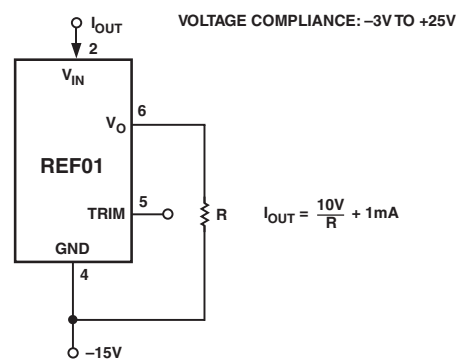 I_OUT
VOLTAGE COMPLIANCE: –3V TO +25V
2
V_IN
6
V_O
REF01
5
TRIM
R
I_OUT = 10V/R + 1mA
GND
4
–15V